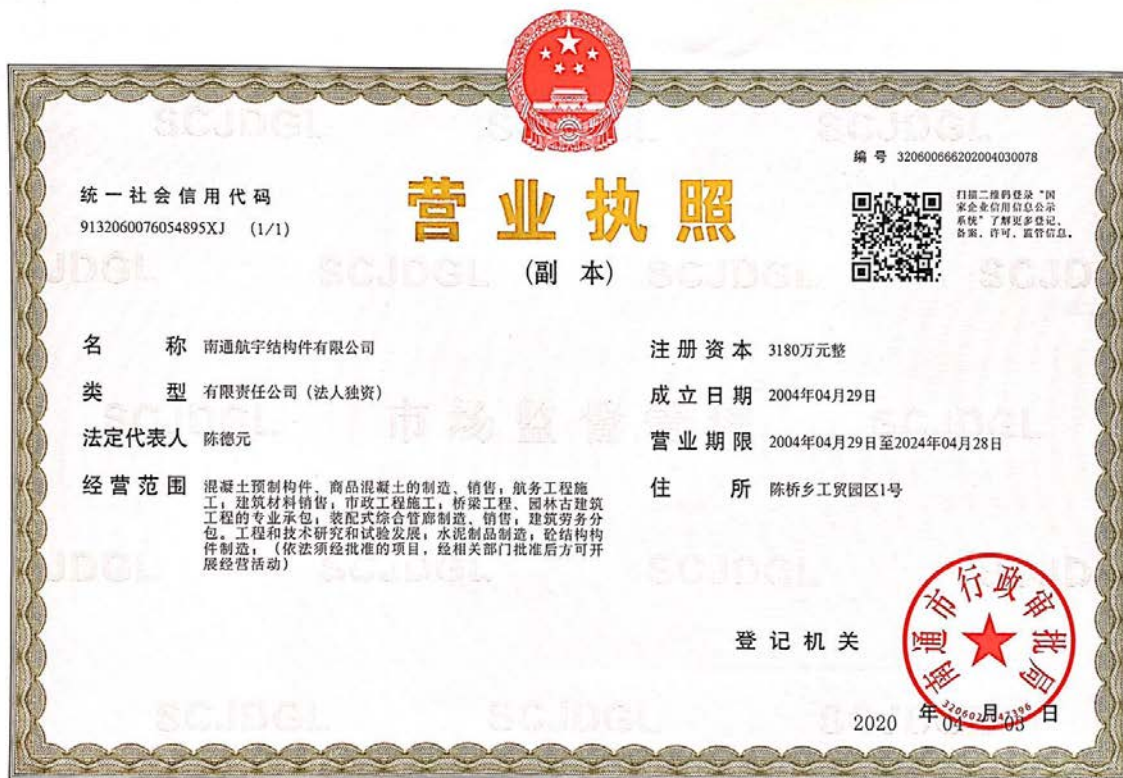 编号 320600666202004030078
统一社会信用代码
9132060076054895XJ (1/1)
营业执照
(副 本)
扫描二维码登录“国
家企业信用信息公示
系统”了解更多登记、
备案、许可、监管信息。
名 称 南通航宇结构件有限公司
类 型 有限责任公司(法人独资)
法定代表人 陈德元
经营范围 混凝土预制构件、商品混凝土的制造、销售;航务工程施
工;建筑材料销售;市政工程施工;桥梁工程、园林古建筑
工程的专业承包;装配式综合管廊制造、销售;建筑劳务分
包。工程和技术研究和试验发展;水泥制品制造;砼结构构
件制造;(依法须经批准的项目,经相关部门批准后方可开
展经营活动)
注册资本 3180万元整
成立日期 2004年04月29日
营业期限 2004年04月29日至2024年04月28日
住 所 陈桥乡工贸园区1号
登记机关
南通市行政审批局
2020 年 04 月 03 日
SCJDGL
市场监督管理